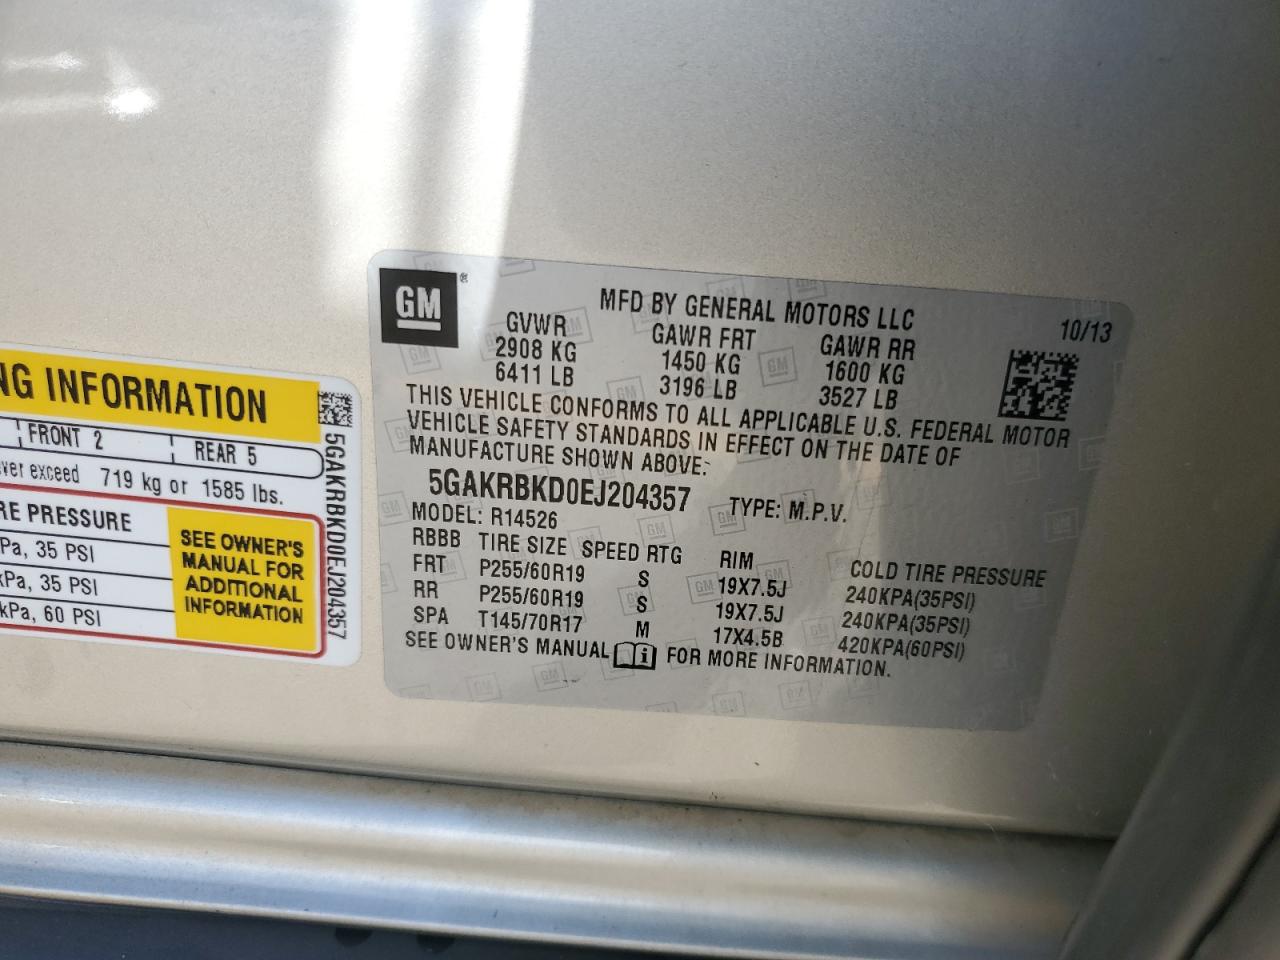 GM ®
MFD BY GENERAL MOTORS LLC
10/13
GVWR GAWR FRT GAWR RR
2908 KG 1450 KG 1600 KG
6411 LB 3196 LB 3527 LB
THIS VEHICLE CONFORMS TO ALL APPLICABLE U.S. FEDERAL MOTOR
VEHICLE SAFETY STANDARDS IN EFFECT ON THE DATE OF
MANUFACTURE SHOWN ABOVE:
5GAKRBKD0EJ204357 TYPE: M.P.V.
MODEL: R14526
RBBB TIRE SIZE SPEED RTG RIM COLD TIRE PRESSURE
FRT P255/60R19 S 19X7.5J 240KPA(35PSI)
RR P255/60R19 S 19X7.5J 240KPA(35PSI)
SPA T145/70R17 M 17X4.5B 420KPA(60PSI)
SEE OWNER'S MANUAL i FOR MORE INFORMATION.
NG INFORMATION
FRONT 2 REAR 5
ver exceed 719 kg or 1585 lbs.
RE PRESSURE
Pa, 35 PSI
kPa, 35 PSI
kPa, 60 PSI
SEE OWNER'S
MANUAL FOR
ADDITIONAL
INFORMATION
5GAKRBKD0EJ204357